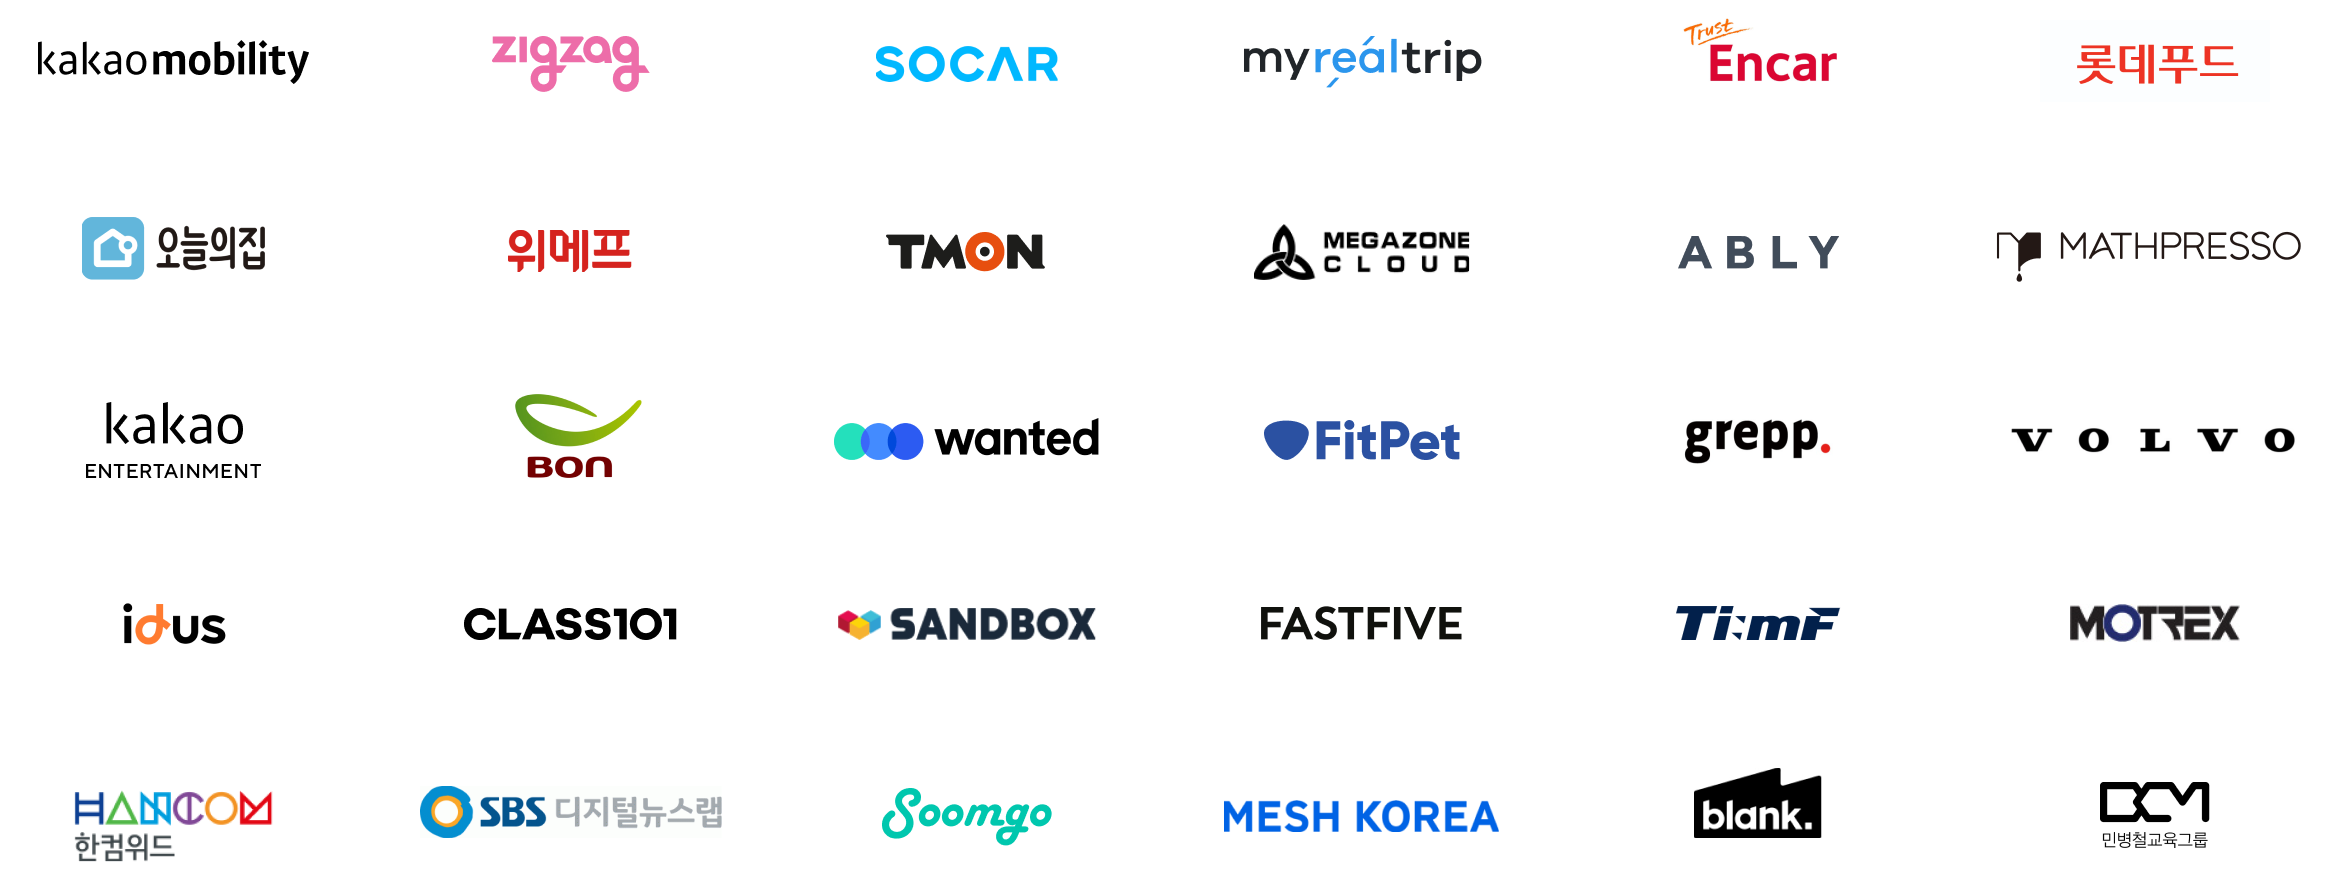 kakaomobility
zigzag
SOCAR
myrealtrip
Trust
Encar
롯데푸드
오늘의집
위메프
TMON
MEGAZONE
CLOUD
ABLY
MATHPRESSO
kakao
ENTERTAINMENT
BON
wanted
FitPet
grepp.
VOLVO
idus
CLASS101
SANDBOX
FASTFIVE
TimF
MOTREX
HANCOM
한컴위드
SBS 디지털뉴스랩
Soomgo
MESH KOREA
blank.
BCM
민병철교육그룹